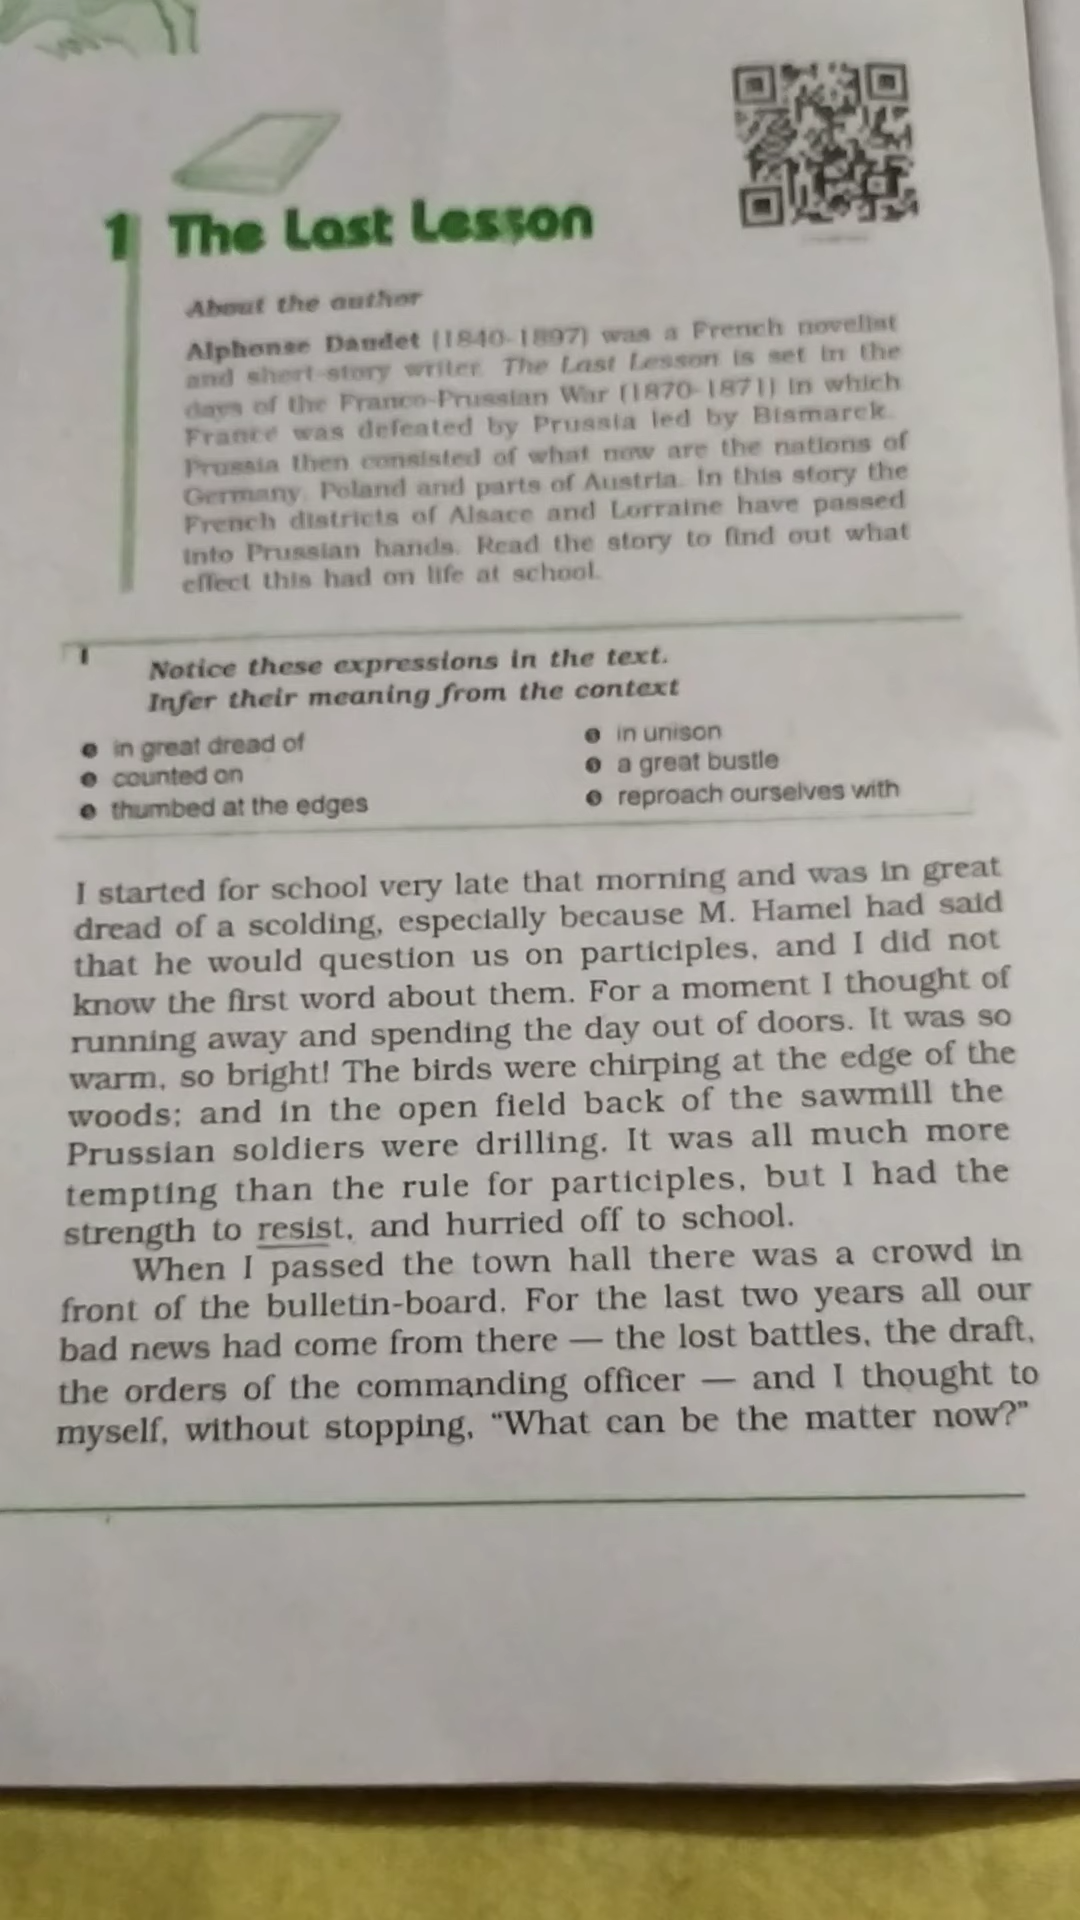 1 The Last Lesson
About the author
Alphonse Daudet (1840-1897) was a French novelist
and short-story writer. The Last Lesson is set in the
days of the Franco-Prussian War (1870-1871) in which
France was defeated by Prussia led by Bismarck.
Prussia then consisted of what now are the nations of
Germany, Poland and parts of Austria. In this story the
French districts of Alsace and Lorraine have passed
into Prussian hands. Read the story to find out what
effect this had on life at school.
Notice these expressions in the text.
Infer their meaning from the context
in great dread of
counted on
thumbed at the edges
in unison
a great bustle
reproach ourselves with
I started for school very late that morning and was in great
dread of a scolding, especially because M. Hamel had said
that he would question us on participles, and I did not
know the first word about them. For a moment I thought of
running away and spending the day out of doors. It was so
warm, so bright! The birds were chirping at the edge of the
woods; and in the open field back of the sawmill the
Prussian soldiers were drilling. It was all much more
tempting than the rule for participles, but I had the
strength to resist, and hurried off to school.
When I passed the town hall there was a crowd in
front of the bulletin-board. For the last two years all our
bad news had come from there — the lost battles, the draft,
the orders of the commanding officer — and I thought to
myself, without stopping, “What can be the matter now?”